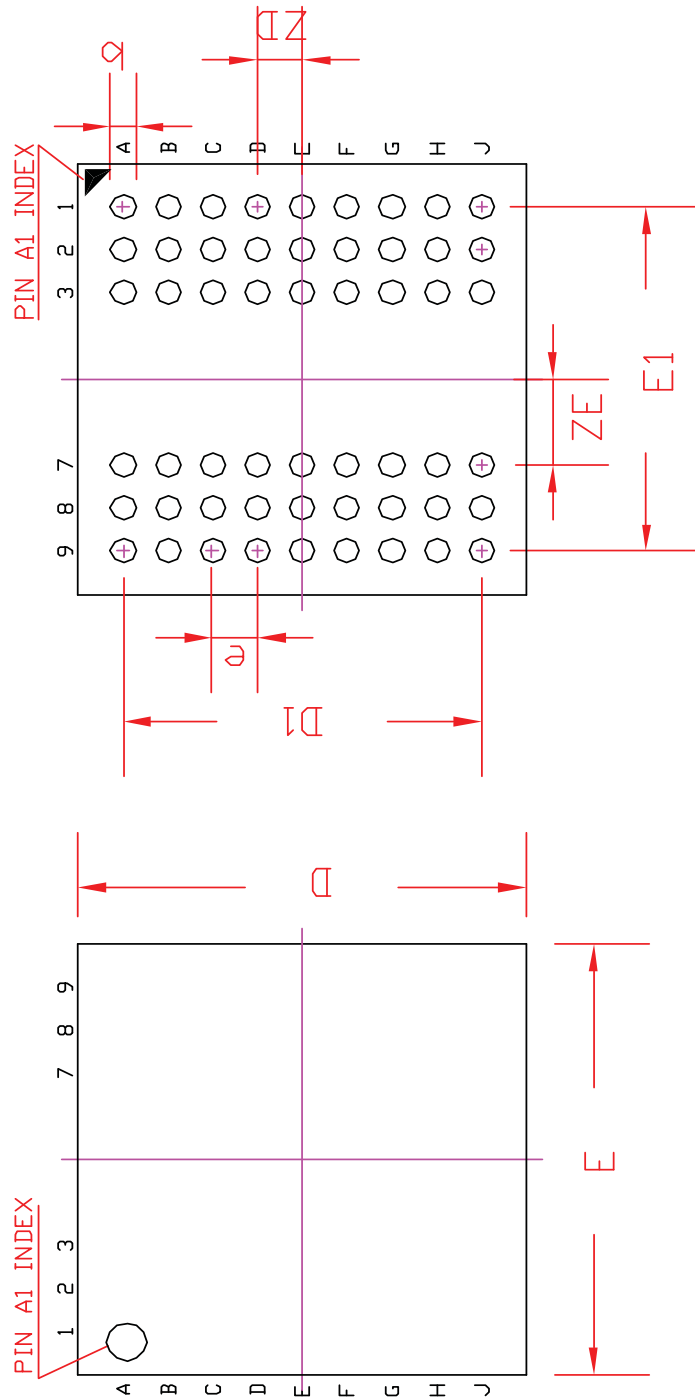 PIN A1 INDEX
b
ZD
A B C D E F G H J
1 2 3 7 8 9
e
D1
ZE
E1
PIN A1 INDEX
D
1 2 3 7 8 9
A B C D E F G H J
E